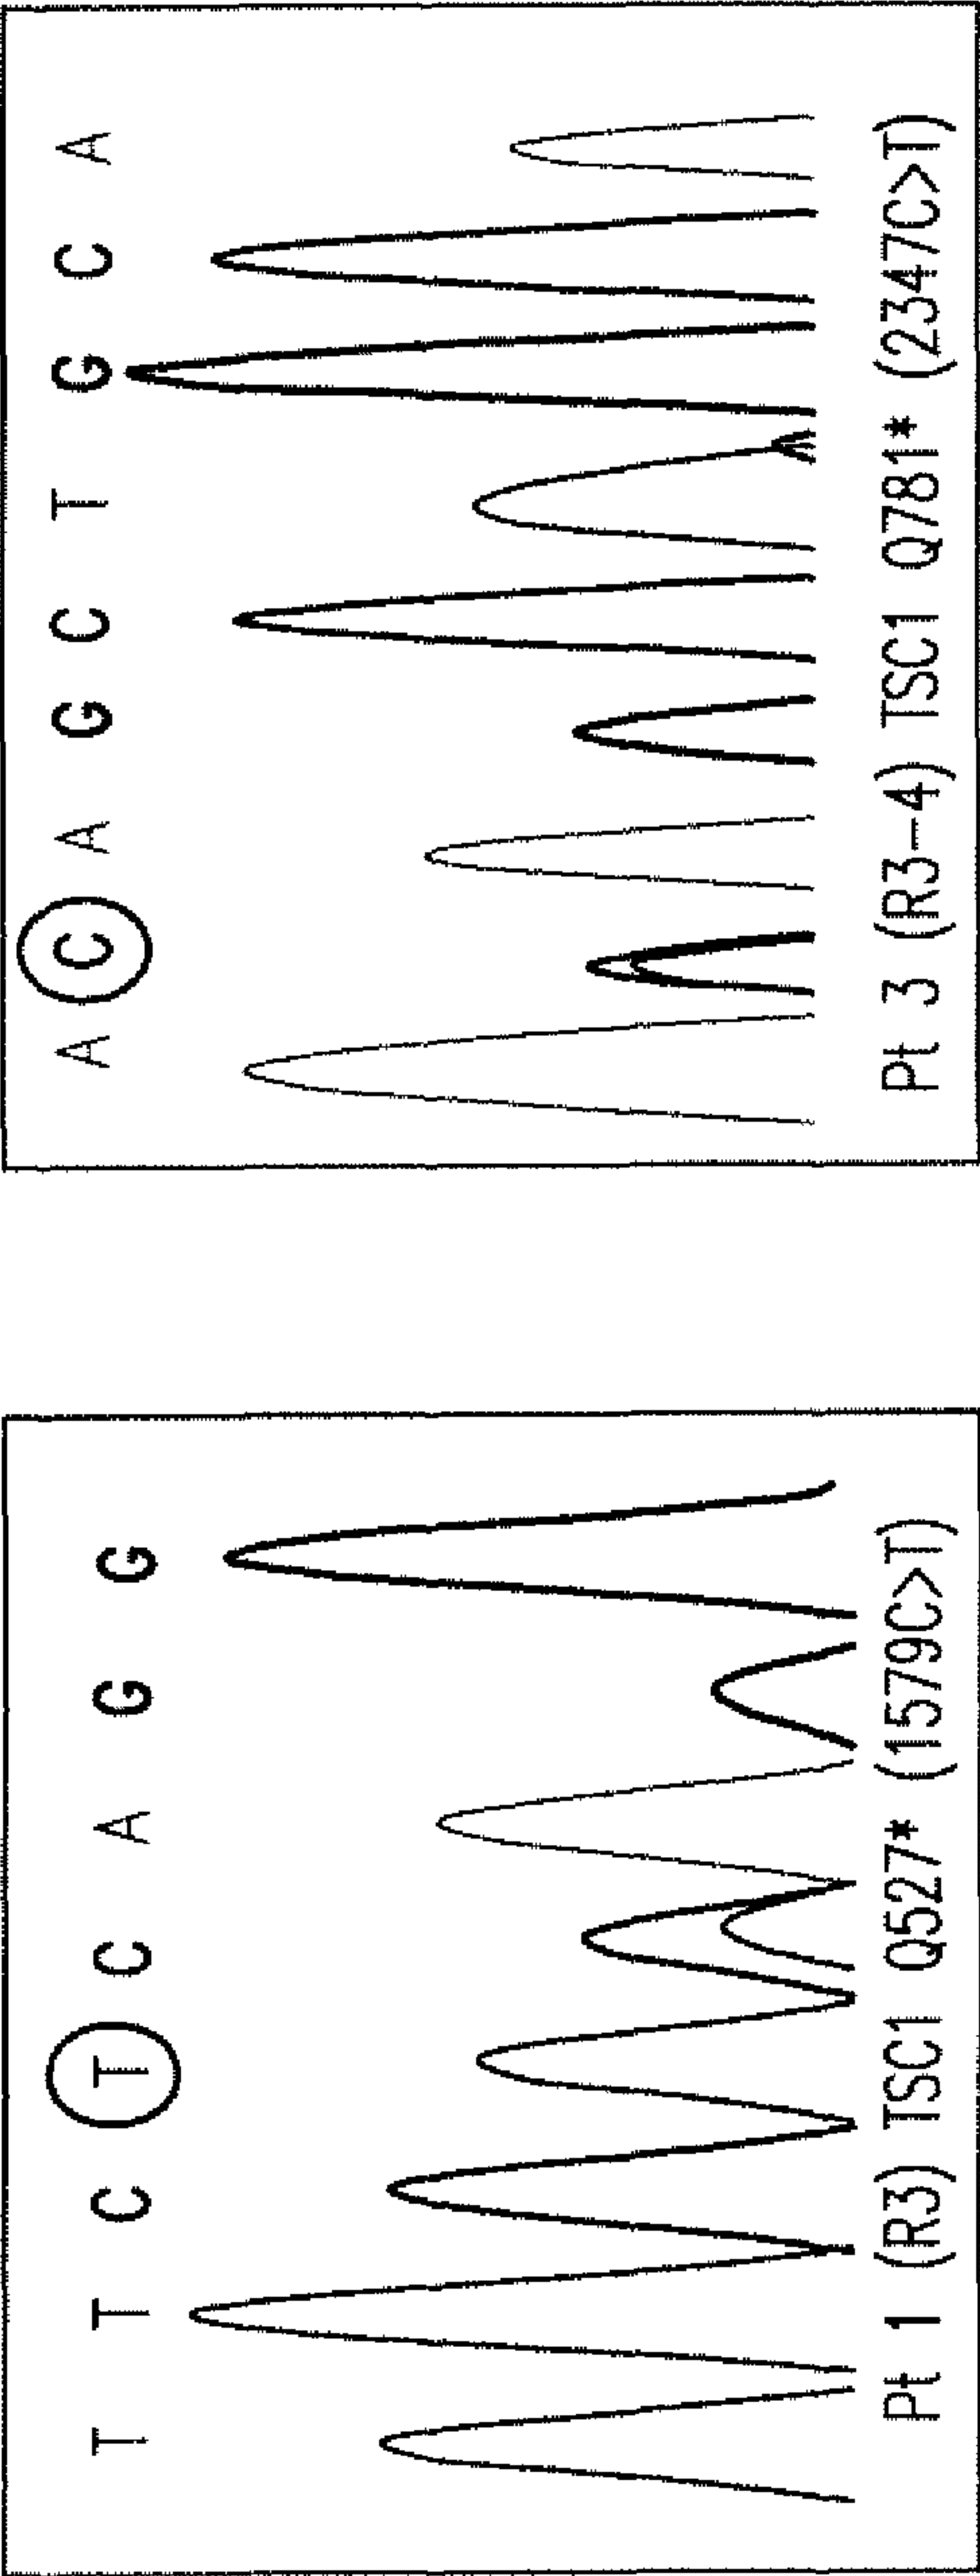 T T C T C A G G
Pt 1 (R3) TSC1 Q527* (1579C>T)
A C A G C T G C A
Pt 3 (R3-4) TSC1 Q781* (2347C>T)